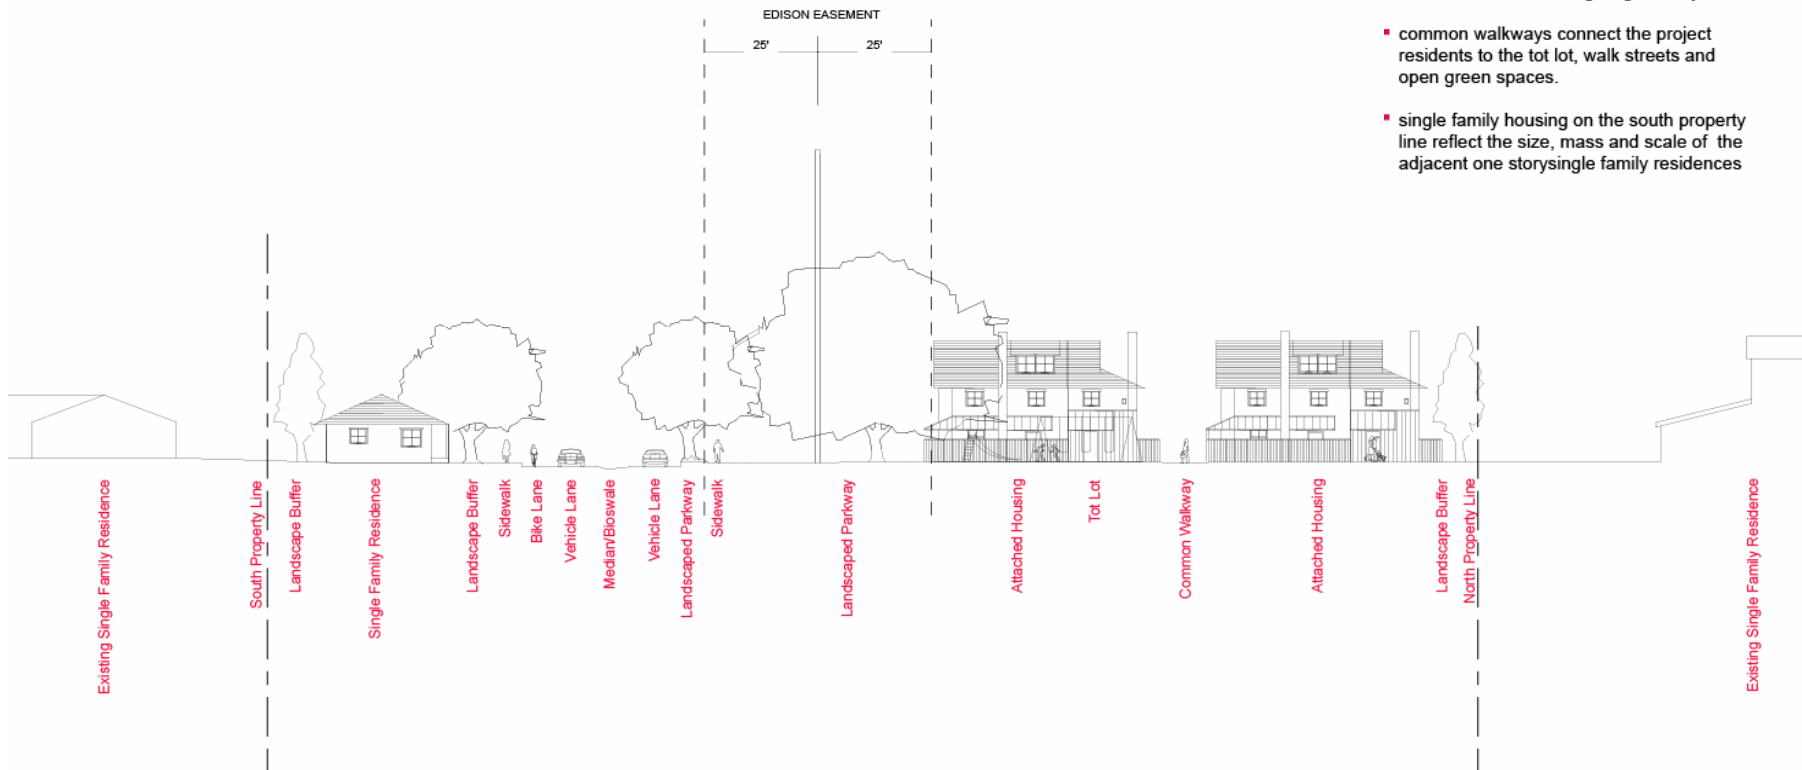 EDISON EASEMENT
25'
25'
common walkways connect the project
residents to the tot lot, walk streets and
open green spaces.
single family housing on the south property
line reflect the size, mass and scale of the
adjacent one storysingle family residences
Existing Single Family Residence
South Property Line
Landscape Buffer
Single Family Residence
Landscape Buffer
Sidewalk
Bike Lane
Vehicle Lane
Median/Bioswale
Vehicle Lane
Landscaped Parkway
Sidewalk
Landscaped Parkway
Attached Housing
Tot Lot
Common Walkway
Attached Housing
Landscape Buffer
North Property Line
Existing Single Family Residence